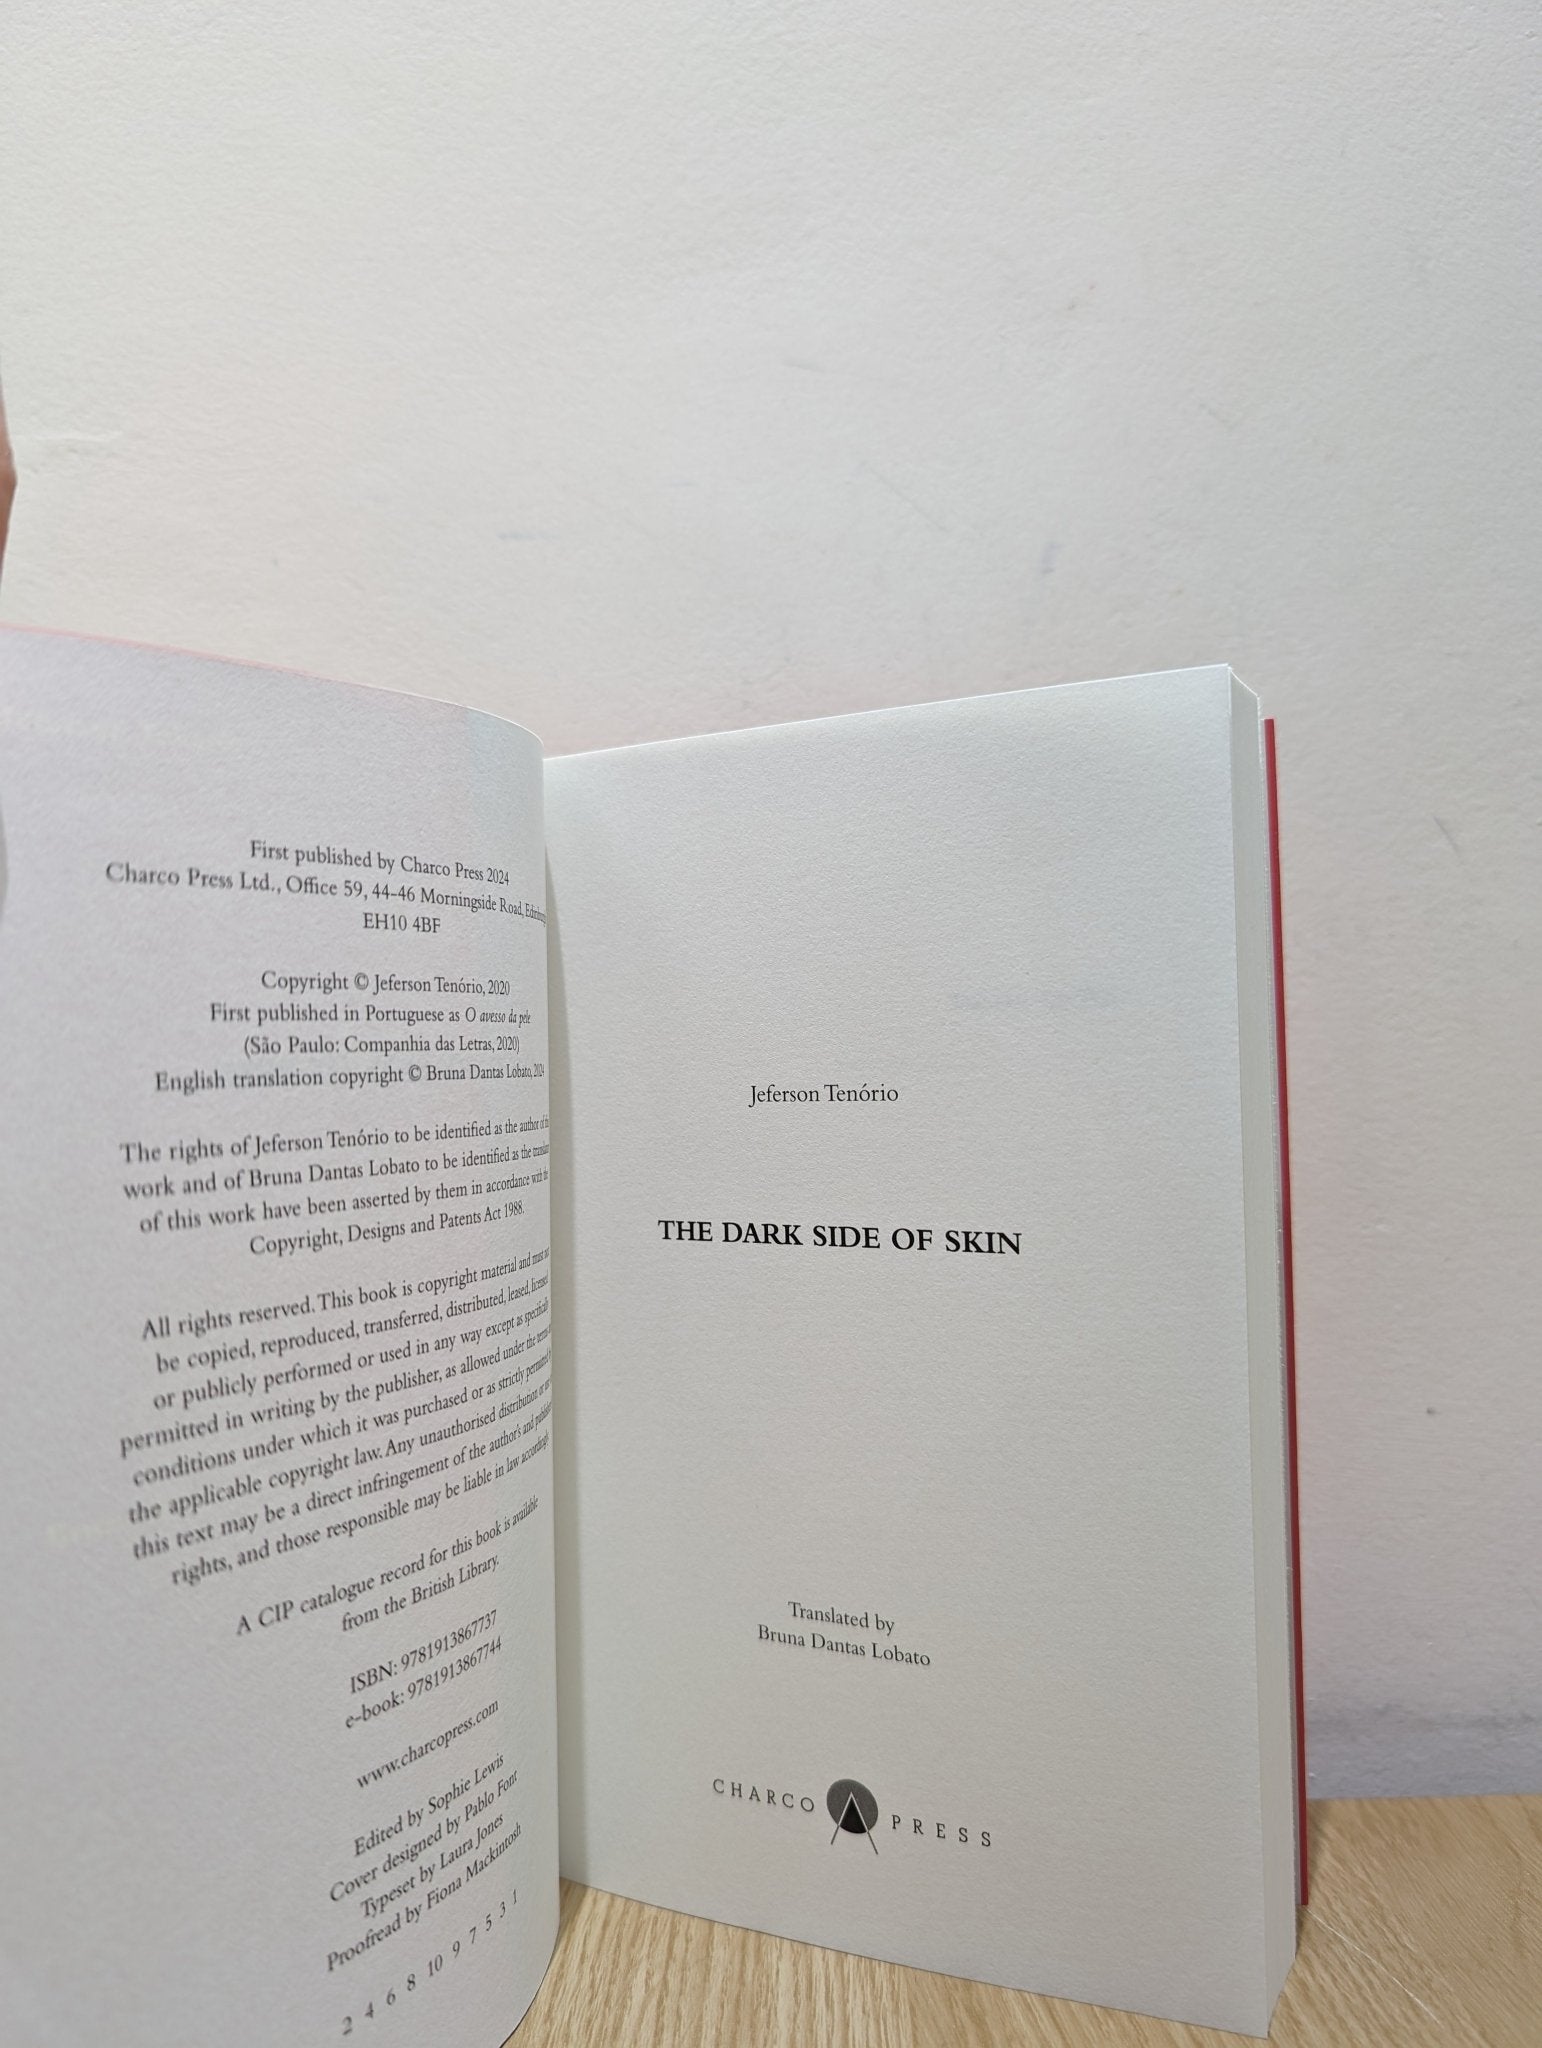 First published by Charco Press 2024
Charco Press Ltd., Office 59, 44-46 Morningside Road, Edinburgh
EH10 4BF
Copyright © Jeferson Tenório, 2020
First published in Portuguese as O avesso da pele
(São Paulo: Companhia das Letras, 2020)
English translation copyright © Bruna Dantas Lobato, 2024
The rights of Jeferson Tenório to be identified as the author of this
work and of Bruna Dantas Lobato to be identified as the translator
of this work have been asserted by them in accordance with the
Copyright, Designs and Patents Act 1988.
All rights reserved. This book is copyright material and must not
be copied, reproduced, transferred, distributed, leased, licensed
or publicly performed or used in any way except as specifically
permitted in writing by the publisher, as allowed under the terms
conditions under which it was purchased or as strictly permitted
the applicable copyright law. Any unauthorised distribution or
this text may be a direct infringement of the author's and
rights, and those responsible may be liable in law accordingly.
A CIP catalogue record for this book is available
from the British Library.
ISBN: 9781913867737
e-book: 9781913867744
www.charcopress.com
Edited by Sophie Lewis
Cover designed by Pablo Font
Typeset by Laura Jones
Proofread by Fiona Mackintosh
2 4 6 8 10 9 7 5 3 1
Jeferson Tenório
THE DARK SIDE OF SKIN
Translated by
Bruna Dantas Lobato
CHARCO PRESS